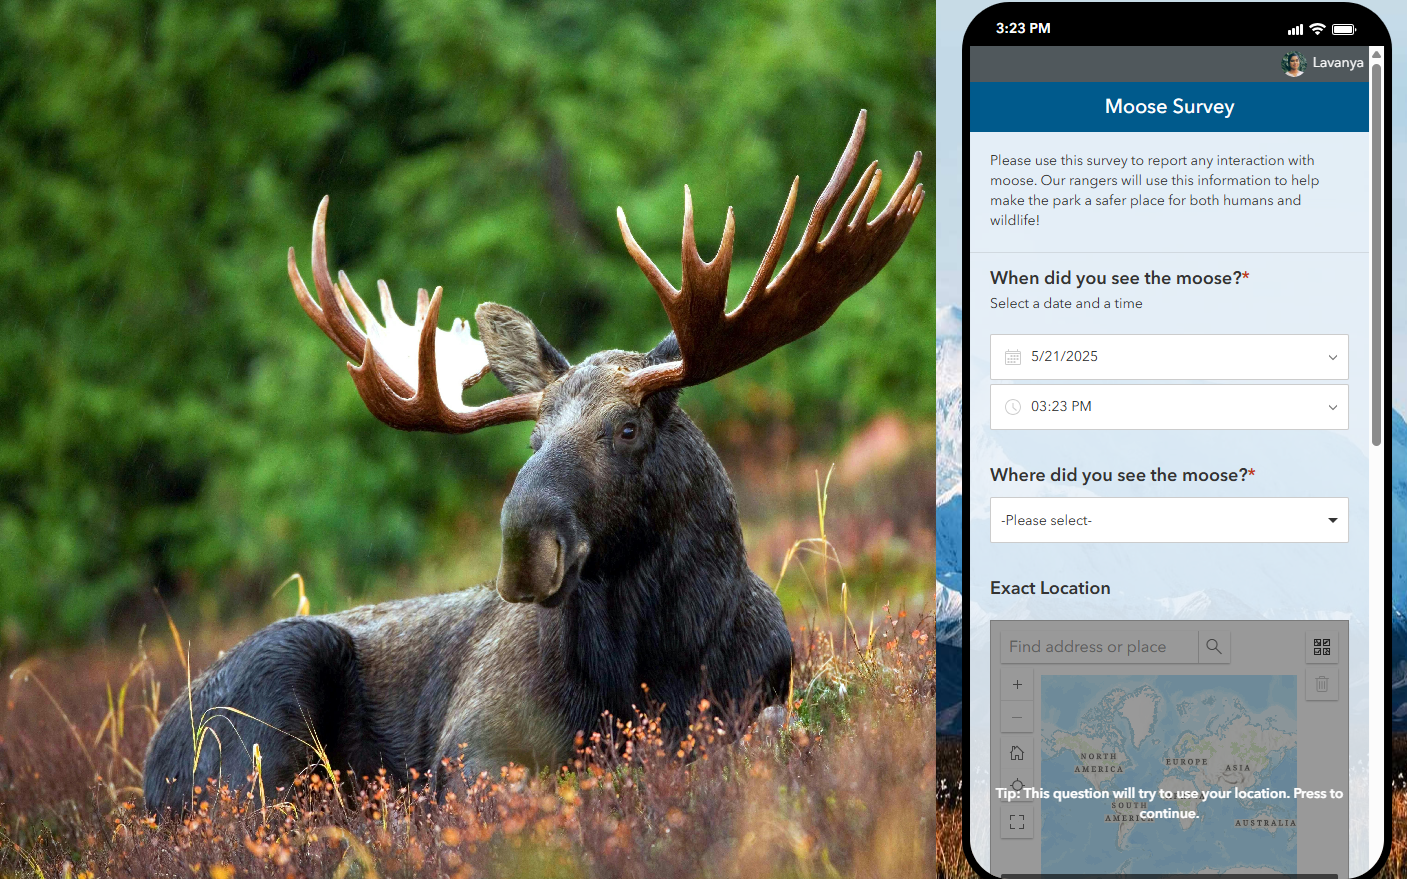 3:23 PM
Lavanya
Moose Survey
Please use this survey to report any interaction with
moose. Our rangers will use this information to help
make the park a safer place for both humans and
wildlife!
When did you see the moose?*
Select a date and a time
5/21/2025
03:23 PM
Where did you see the moose?*
-Please select-
Exact Location
Find address or place
NORTH
AMERICA
EUROPE
ASIA
Tip: This question will try to use your location. Press to
continue.
SOUTH
AMERICA
AUSTRALIA